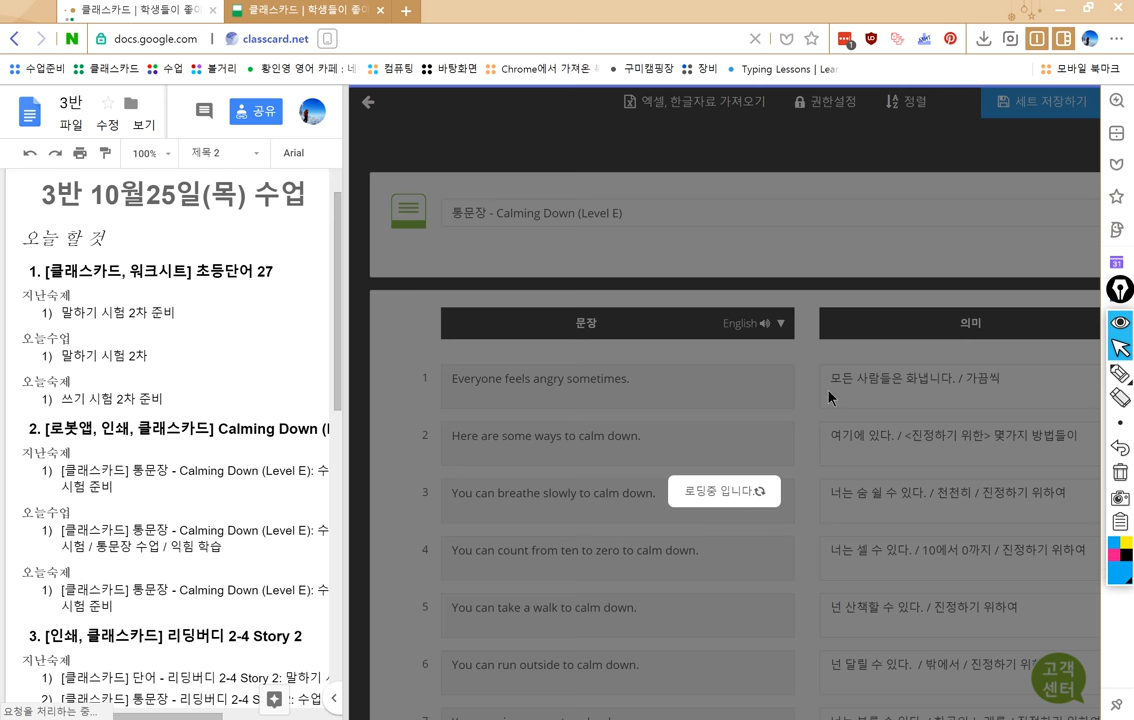 클래스카드 | 학생들이 좋아
클래스카드 | 학생들이 좋아
docs.google.com | classcard.net
수업준비 클래스카드 수업 볼거리 황인영 영어 카페 : 네 컴퓨팅 바탕화면 Chrome에서 가져온 구미캠핑장 장비 Typing Lessons | Lear 모바일 북마크
3반
공유
파일 수정 보기
100% 제목 2 Arial
3반 10월25일(목) 수업
오늘 할 것
1. [클래스카드, 워크시트] 초등단어 27
지난숙제
1) 말하기 시험 2차 준비
오늘수업
1) 말하기 시험 2차
오늘숙제
1) 쓰기 시험 2차 준비
2. [로봇앱, 인쇄, 클래스카드] Calming Down (
지난숙제
1) [클래스카드] 통문장 - Calming Down (Level E): 수
시험 준비
오늘수업
1) [클래스카드] 통문장 - Calming Down (Level E): 수
시험 / 통문장 수업 / 익힘 학습
오늘숙제
1) [클래스카드] 통문장 - Calming Down (Level E): 수
시험 준비
3. [인쇄, 클래스카드] 리딩버디 2-4 Story 2
지난숙제
1) [클래스카드] 단어 - 리딩버디 2-4 Story 2: 말하기
2) [클래스카드] 통문장 - 리딩버디 2-4 S 2: 수업
요청을 처리하는 중...
엑셀, 한글자료 가져오기 권한설정 정렬 세트 저장하기
통문장 - Calming Down (Level E)
문장 English 의미
1 Everyone feels angry sometimes. 모든 사람들은 화냅니다. / 가끔씩
2 Here are some ways to calm down. 여기에 있다. / <진정하기 위한> 몇가지 방법들이
3 You can breathe slowly to calm down. 너는 숨 쉴 수 있다. / 천천히 / 진정하기 위하여
로딩중 입니다.
4 You can count from ten to zero to calm down. 너는 셀 수 있다. / 10에서 0까지 / 진정하기 위하여
5 You can take a walk to calm down. 넌 산책할 수 있다. / 진정하기 위하여
6 You can run outside to calm down. 넌 달릴 수 있다. / 밖에서 / 진정하기 위
고객
센터
31
1